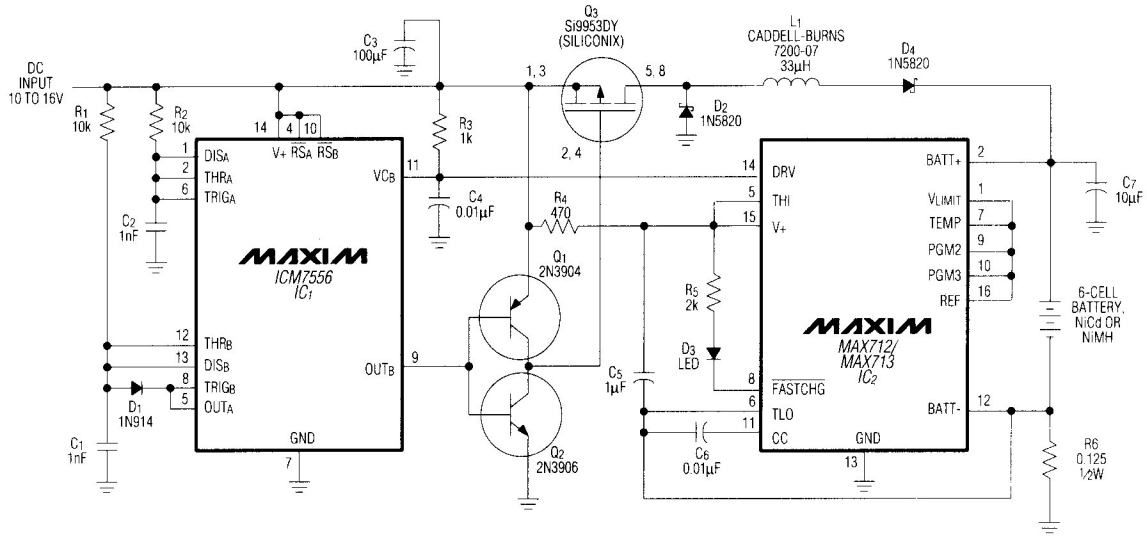 Q3
Si9953DY
(SILICONIX)
L1
CADDELL-BURNS
7200-07
33µH
D4
1N5820
C3
100µF
DC
INPUT
10 TO 16V
1, 3
5, 8
R1
10k
R2
10k
14
4
10
V+
RSA
RSB
R3
1k
2, 4
D2
1N5820
1
DISA
2
THRA
6
TRIGA
VCB
11
C4
0.01µF
R4
470
14
DRV
5
THI
15
V+
BATT+
2
VLIMIT
1
TEMP
7
PGM2
9
PGM3
10
REF
16
C7
10µF
C2
1nF
MAXIM
ICM7556
IC1
Q1
2N3904
R5
2k
D3
LED
MAXIM
MAX712/
MAX713
IC2
6-CELL
BATTERY,
NiCd OR
NiMH
12
THRB
13
DISB
8
TRIGB
5
OUTA
OUTB
9
D1
1N914
C1
1nF
GND
7
Q2
2N3906
C5
1µF
8
FASTCHG
6
TLO
11
CC
C6
0.01µF
GND
13
BATT-
12
R6
0.125
1/2W